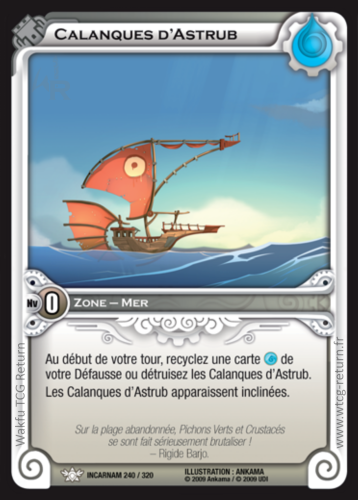 Calanques d'Astrub
Nv 0 Zone – Mer
Au début de votre tour, recyclez une carte de
votre Défausse ou détruisez les Calanques d'Astrub.
Les Calanques d'Astrub apparaissent inclinées.
Sur la plage abandonnée, Pichons Verts et Crustacés
se sont fait sérieusement brutaliser !
– Rigide Barjo.
INCARNAM 240 / 320
ILLUSTRATION : ANKAMA
© 2009 Ankama / © 2009 UDI
Wakfu TCG Return
www.wtcg-return.fr